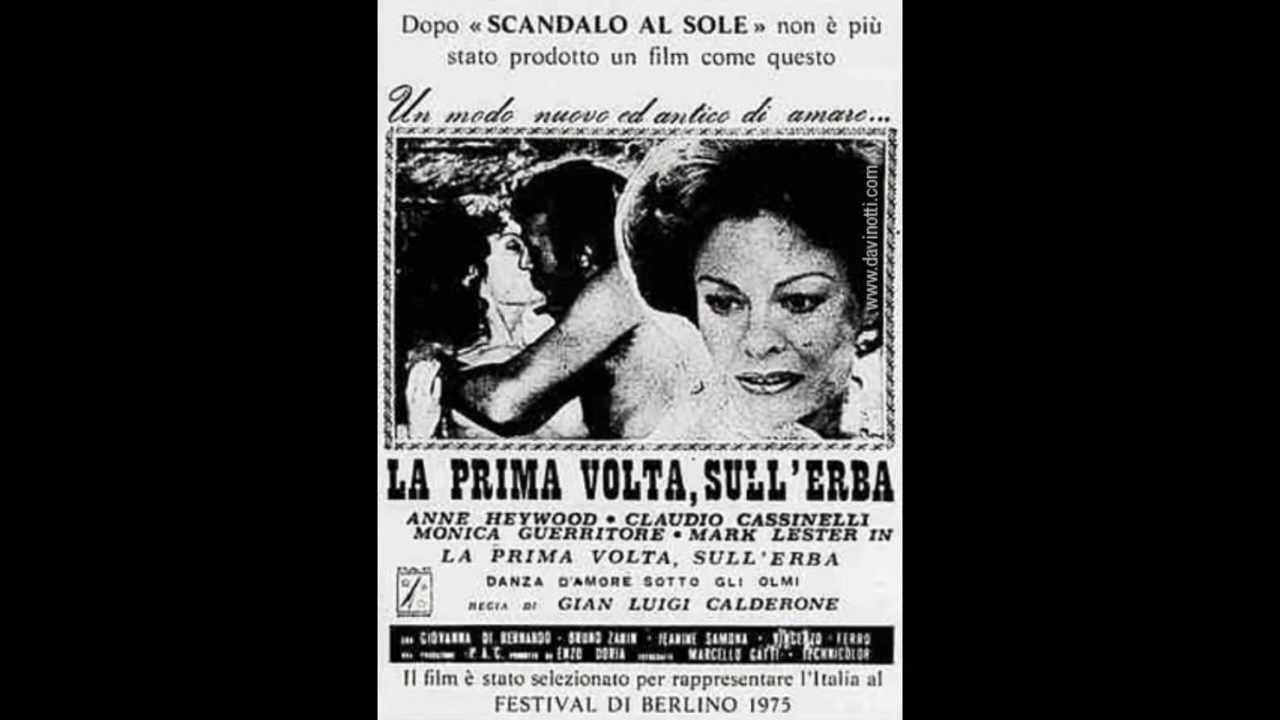 Dopo «SCANDALO AL SOLE» non è più
stato prodotto un film come questo
Un modo nuovo ed antico di amare...
www.davinotti.com
LA PRIMA VOLTA, SULL'ERBA
ANNE HEYWOOD • CLAUDIO CASSINELLI
MONICA GUERRITORE • MARK LESTER IN
LA PRIMA VOLTA, SULL'ERBA
DANZA D'AMORE SOTTO GLI OLMI
REGIA DI GIAN LUIGI CALDERONE
GIOVANNA DI BERNARDO • BRUNO ZANIN • JEANINE SAMONA • VINCENZO FERRO
P.A.C. ENZO DORIA MARCELLO GATTI • TECHNICOLOR
Il film è stato selezionato per rappresentare l'Italia al
FESTIVAL DI BERLINO 1975